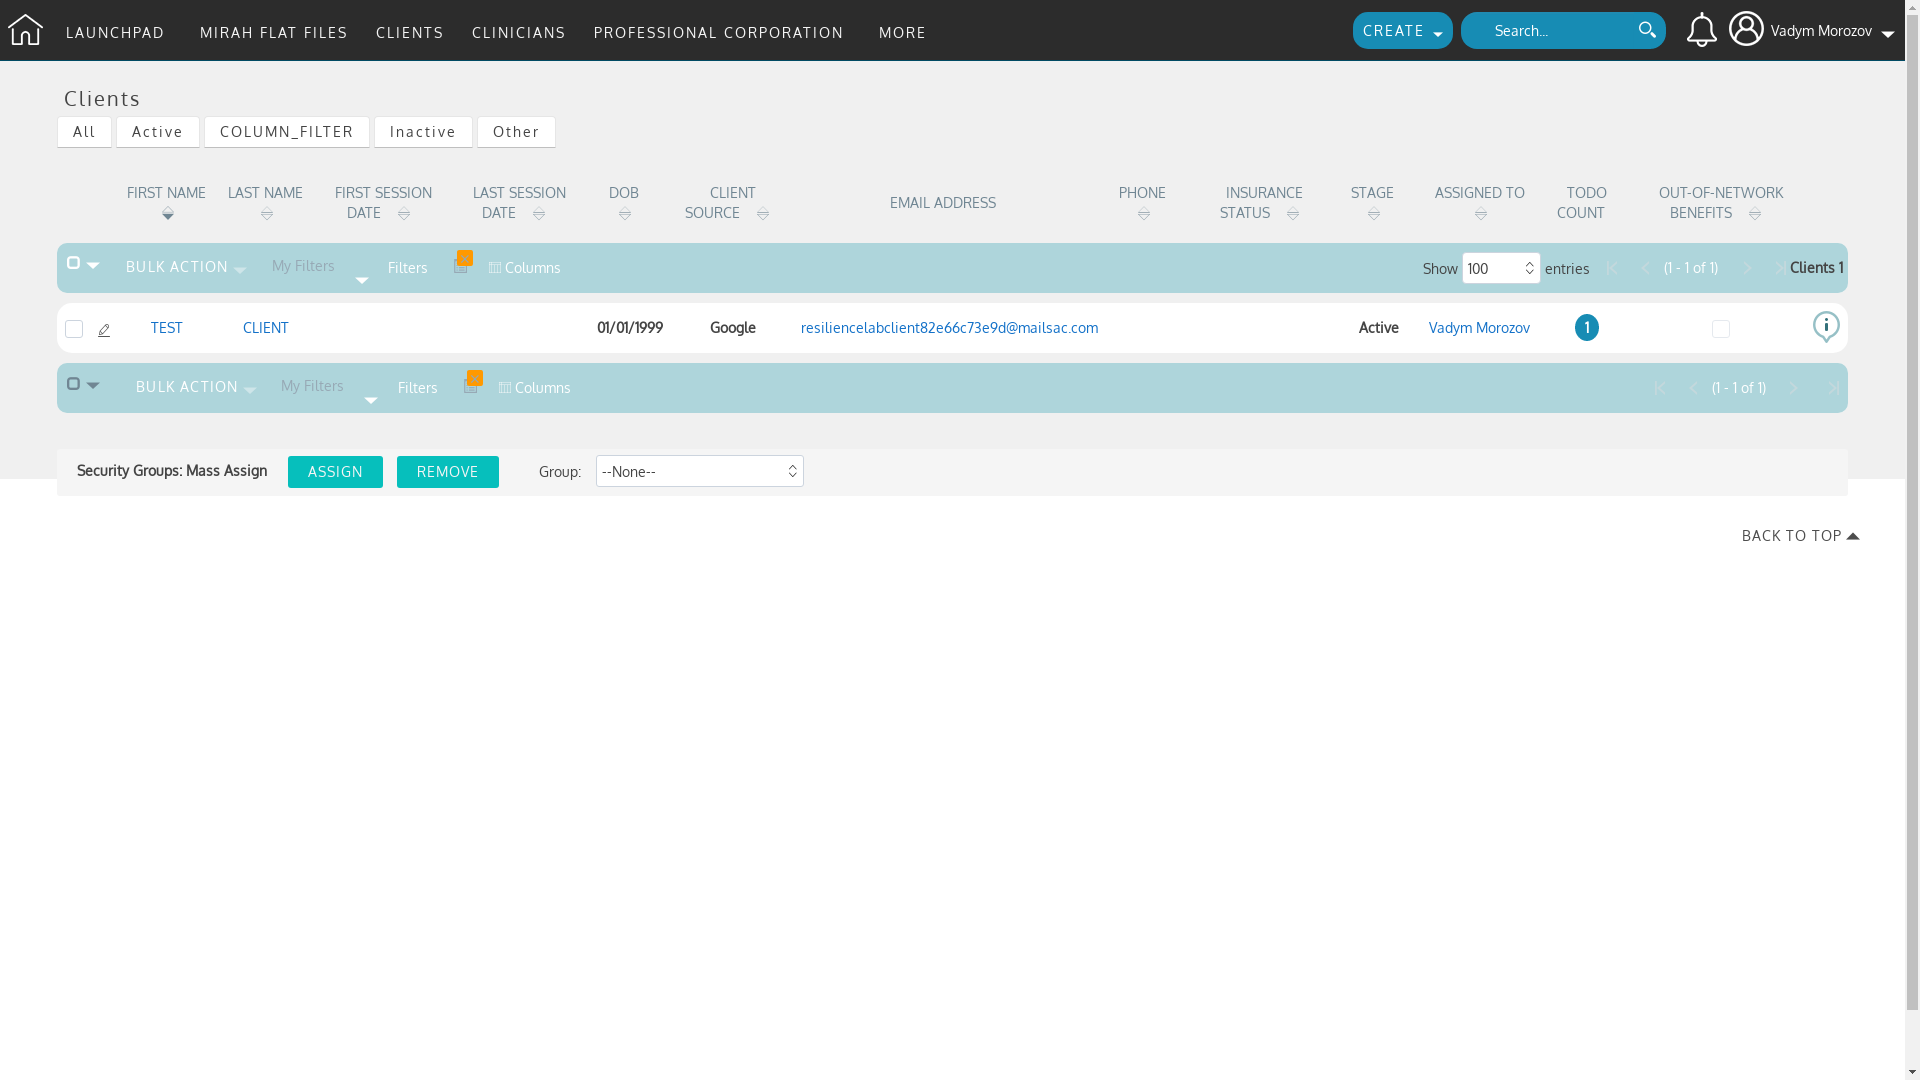 LAUNCHPAD MIRAH FLAT FILES CLIENTS CLINICIANS PROFESSIONAL CORPORATION MORE CREATE Search... Vadym Morozov
Clients
All Active COLUMN_FILTER Inactive Other
FIRST NAME LAST NAME FIRST SESSION DATE LAST SESSION DATE DOB CLIENT SOURCE EMAIL ADDRESS PHONE INSURANCE STATUS STAGE ASSIGNED TO TODO COUNT OUT-OF-NETWORK BENEFITS
BULK ACTION My Filters Filters Columns Show 100 entries (1 - 1 of 1) Clients 1
TEST CLIENT 01/01/1999 Google resiliencelabclient82e66c73e9d@mailsac.com Active Vadym Morozov 1
BULK ACTION My Filters Filters Columns (1 - 1 of 1)
Security Groups: Mass Assign ASSIGN REMOVE Group: --None--
BACK TO TOP